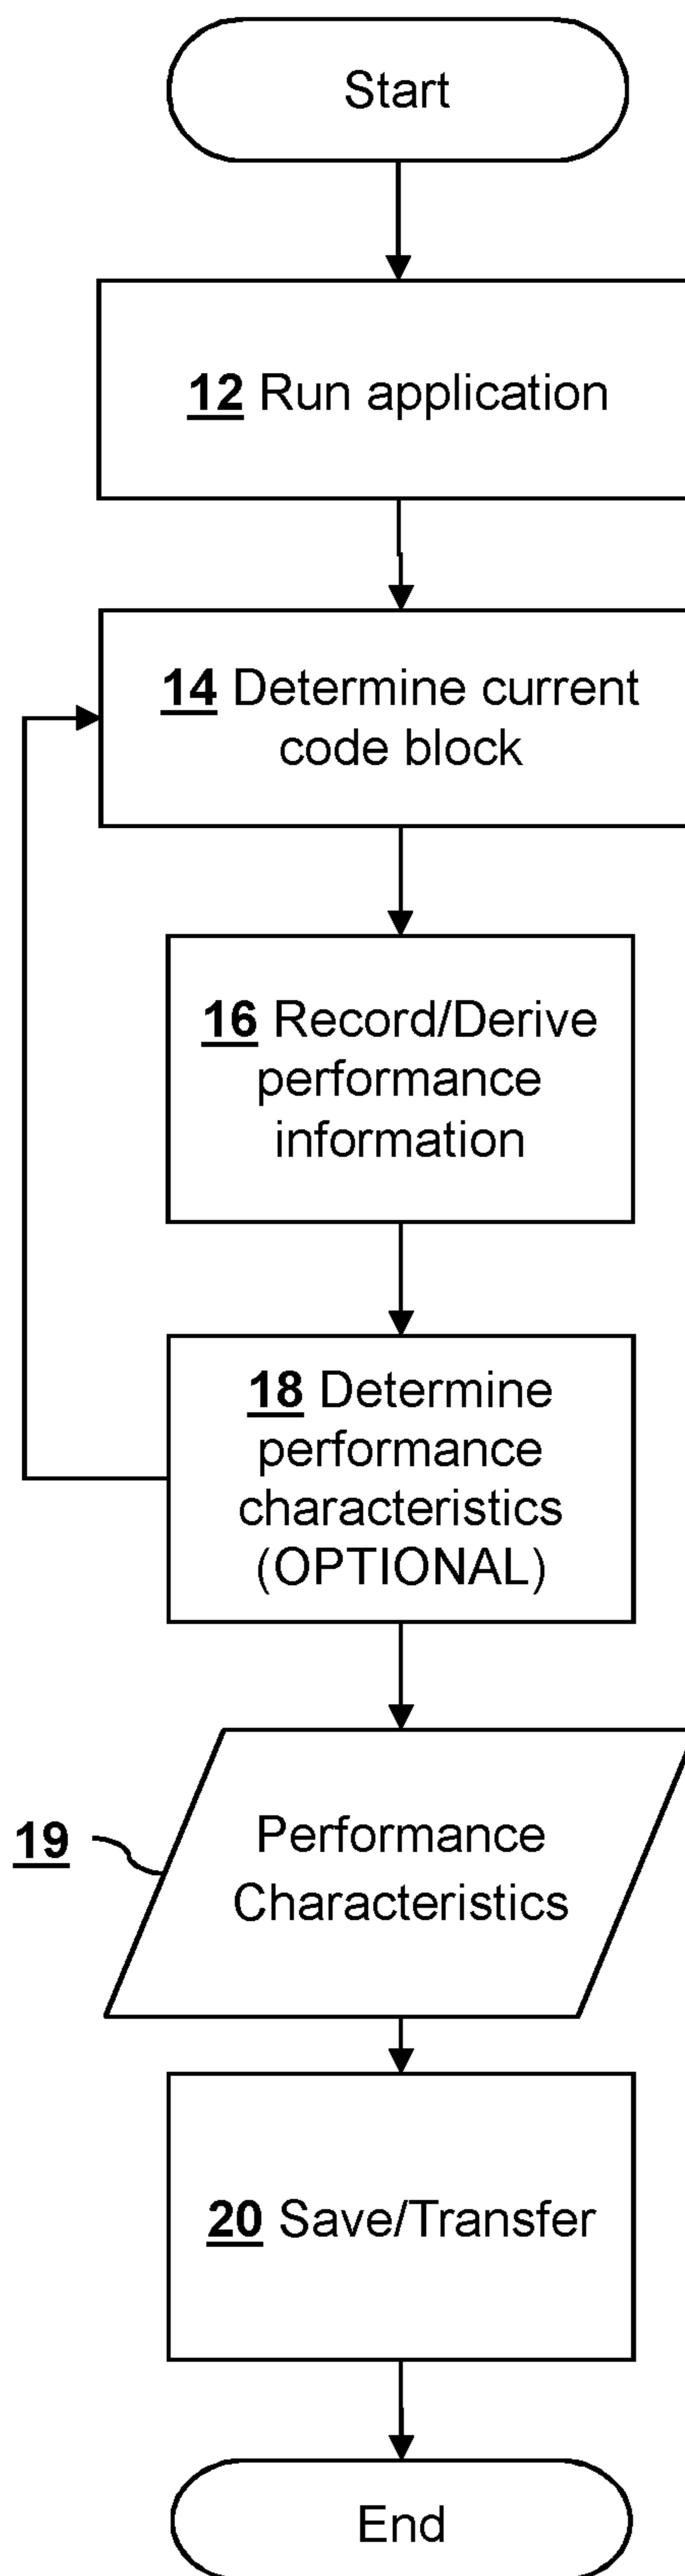 Start
12 Run application
14 Determine current
code block
16 Record/Derive
performance
information
18 Determine
performance
characteristics
(OPTIONAL)
19
Performance
Characteristics
20 Save/Transfer
End